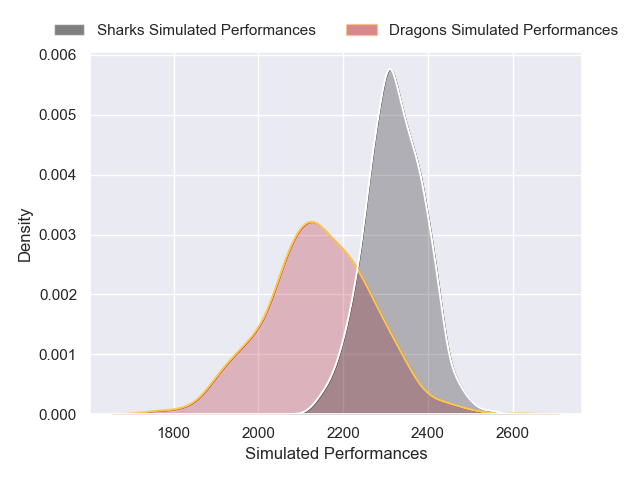 Sharks Simulated Performances Dragons Simulated Performances
0.006
0.005
0.004
0.003
0.002
0.001
0.000
Density
1800 2000 2200 2400 2600
Simulated Performances